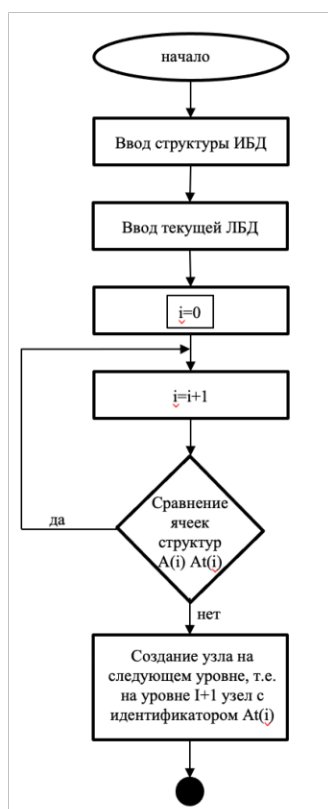 начало
Ввод структуры ИБД
Ввод текущей ЛБД
i=0
i=i+1
Сравнение
ячеек
структур
A(i) At(i)
да
нет
Создание узла на
следующем уровне, т.е.
на уровне I+1 узел с
идентификатором At(i)